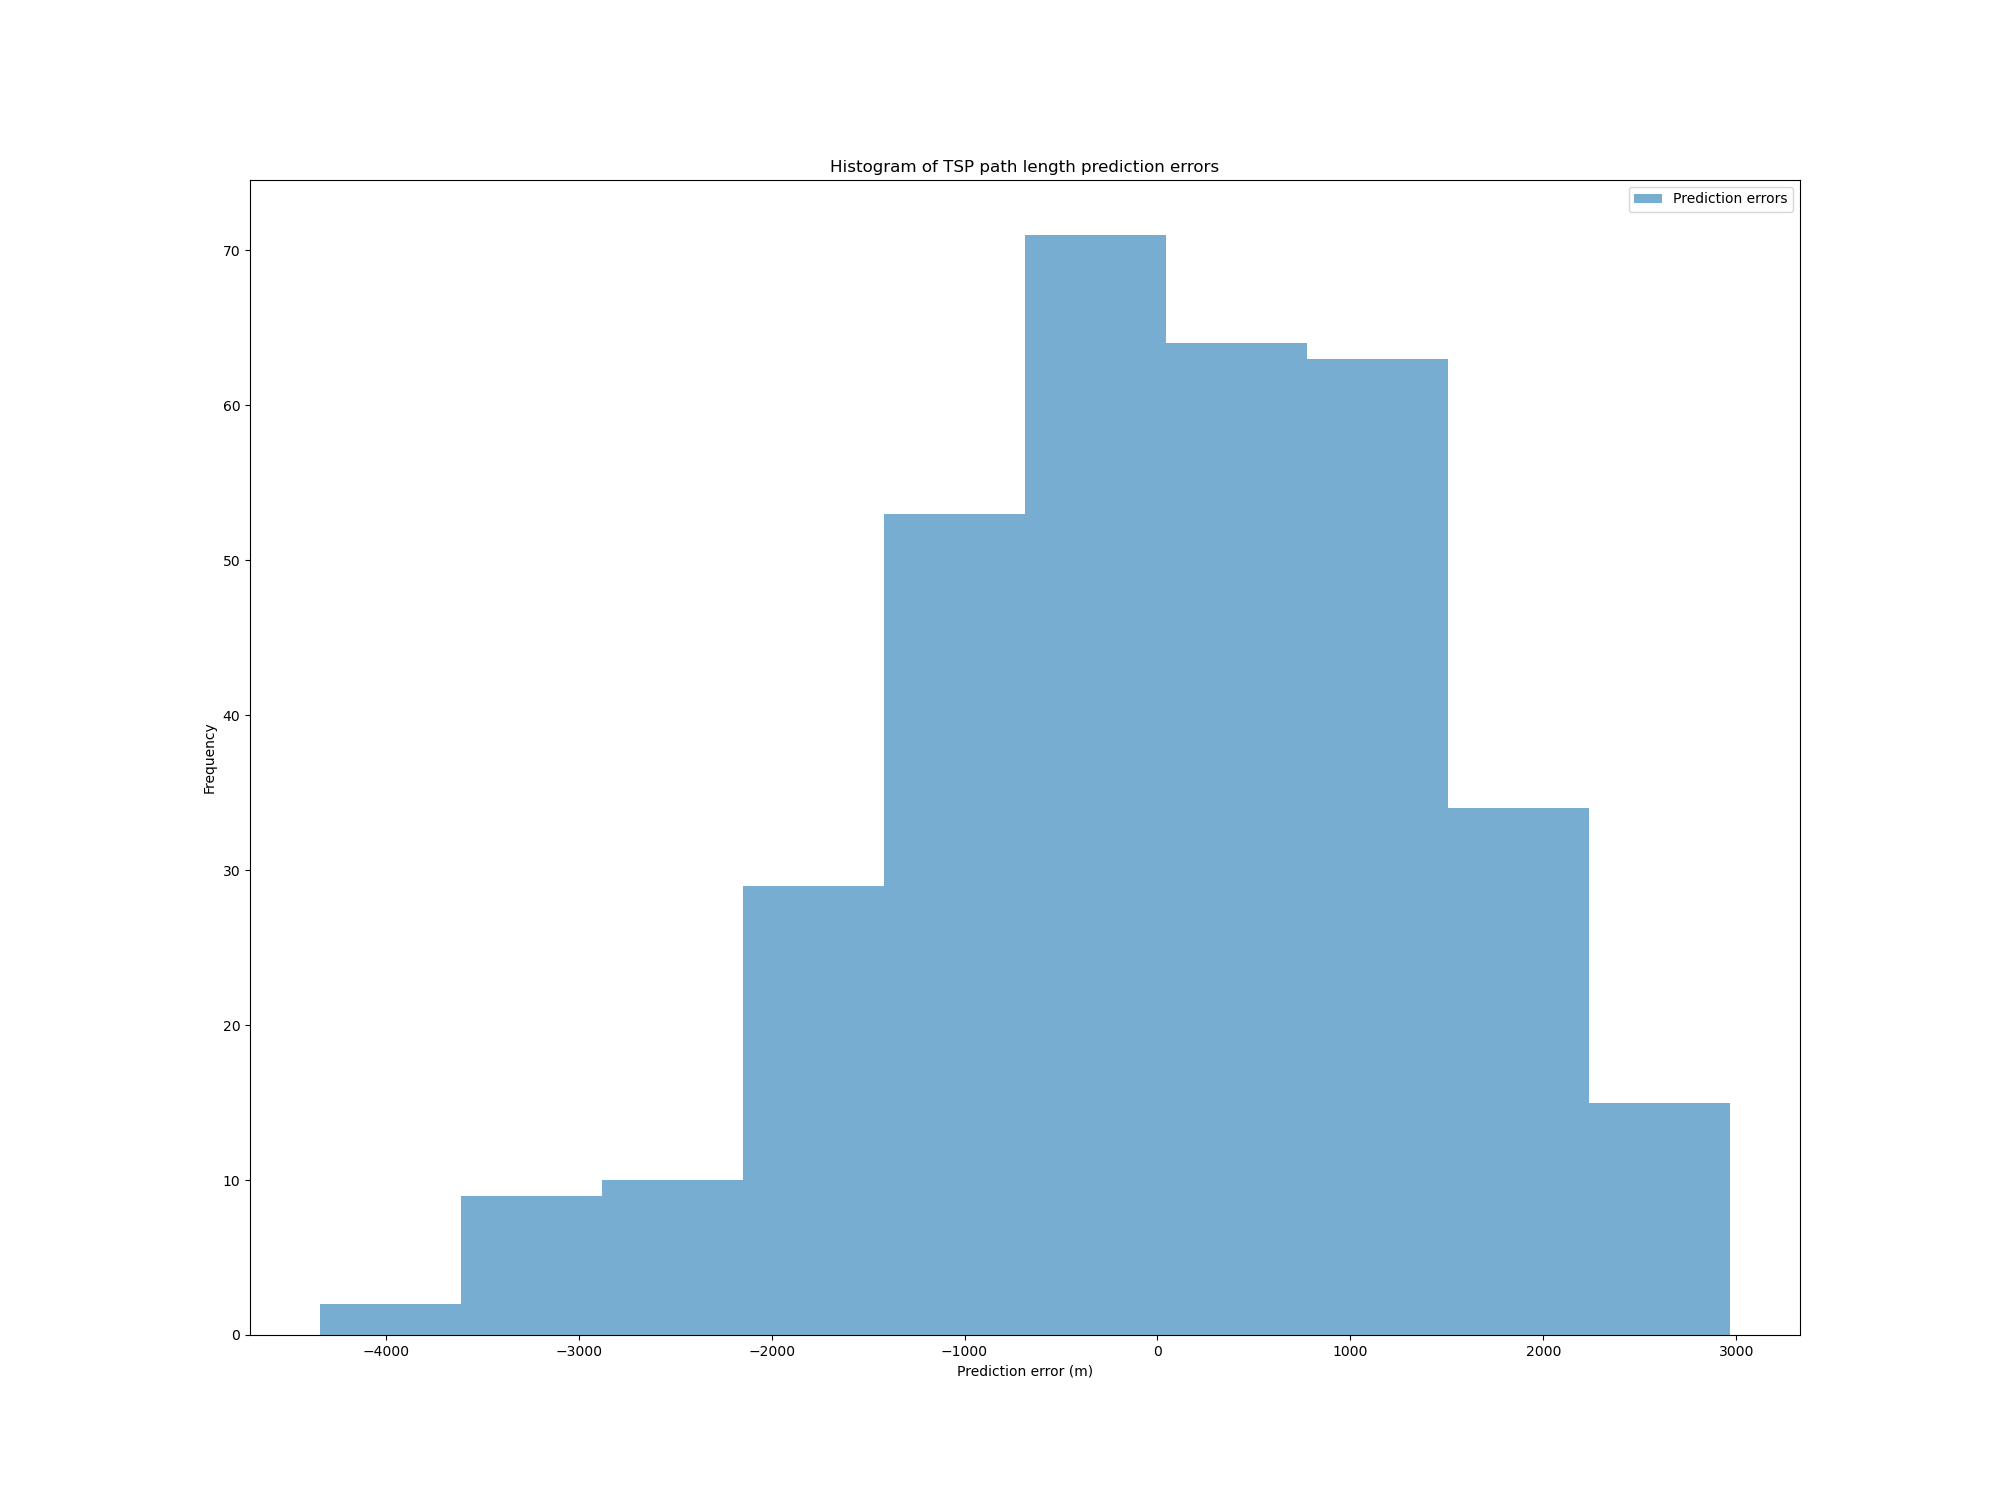 Histogram of TSP path length prediction errors
Prediction errors
70
60
50
40
30
20
10
0
Frequency
−4000 −3000 −2000 −1000 0 1000 2000 3000
Prediction error (m)